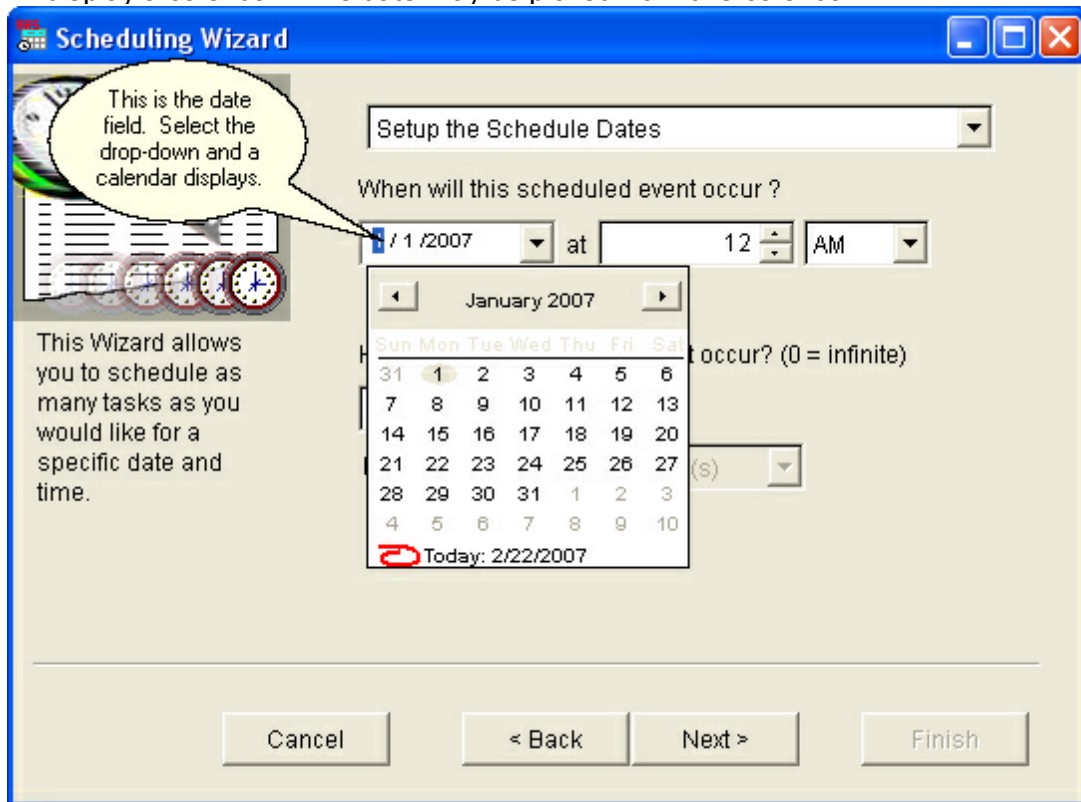 Scheduling Wizard
This is the date
field. Select the
drop-down and a
calendar displays.
Setup the Schedule Dates
When will this scheduled event occur ?
1 / 1 /2007 at 12 AM
January 2007
Sun Mon Tue Wed Thu Fri Sat
31 1 2 3 4 5 6
7 8 9 10 11 12 13
14 15 16 17 18 19 20
21 22 23 24 25 26 27
28 29 30 31 1 2 3
4 5 6 7 8 9 10
Today: 2/22/2007
occur? (0 = infinite)
(s)
This Wizard allows
you to schedule as
many tasks as you
would like for a
specific date and
time.
Cancel
< Back
Next >
Finish